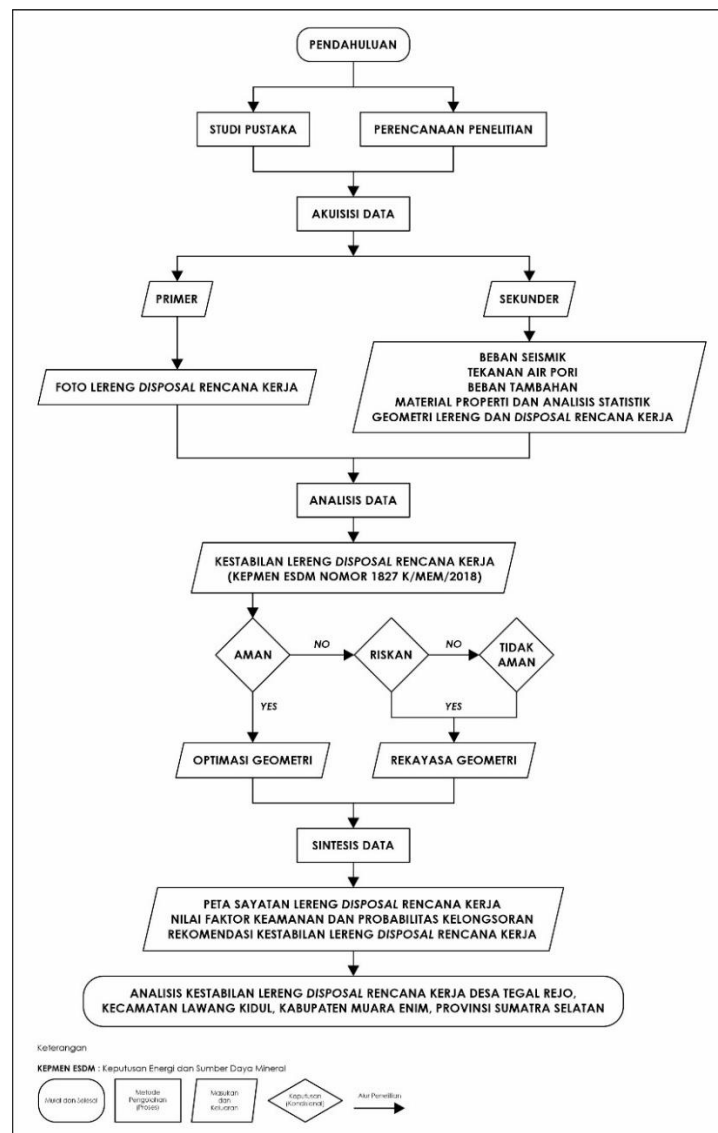 PENDAHULUAN
STUDI PUSTAKA
PERENCANAAN PENELITIAN
AKUISISI DATA
PRIMER
SEKUNDER
FOTO LERENG DISPOSAL RENCANA KERJA
BEBAN SEISMIK
TEKANAN AIR PORI
BEBAN TAMBAHAN
MATERIAL PROPERTI DAN ANALISIS STATISTIK
GEOMETRI LERENG DAN DISPOSAL RENCANA KERJA
ANALISIS DATA
KESTABILAN LERENG DISPOSAL RENCANA KERJA
(KEPMEN ESDM NOMOR 1827 K/MEM/2018)
AMAN
NO
RISKAN
NO
TIDAK
AMAN
YES
YES
OPTIMASI GEOMETRI
REKAYASA GEOMETRI
SINTESIS DATA
PETA SAYATAN LERENG DISPOSAL RENCANA KERJA
NILAI FAKTOR KEAMANAN DAN PROBABILITAS KELONGSORAN
REKOMENDASI KESTABILAN LERENG DISPOSAL RENCANA KERJA
ANALISIS KESTABILAN LERENG DISPOSAL RENCANA KERJA DESA TEGAL REJO,
KECAMATAN LAWANG KIDUL, KABUPATEN MUARA ENIM, PROVINSI SUMATRA SELATAN
Keterangan
KEPMEN ESDM : Keputusan Energi dan Sumber Daya Mineral
Mulai dan Selesai
Metode
Pengolahan
(Proses)
Masukan
dan
Keluaran
Keputusan
(Kondisional)
Alur Penelitian